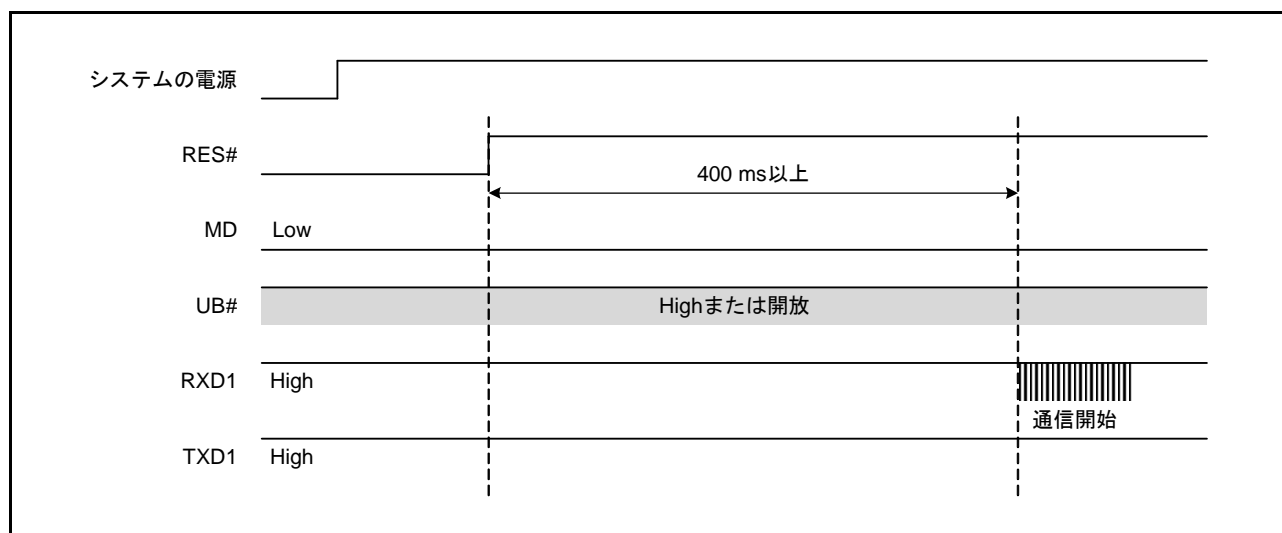 システムの電源
RES#
400 ms以上
MD Low
UB# Highまたは開放
RXD1 High
通信開始
TXD1 High